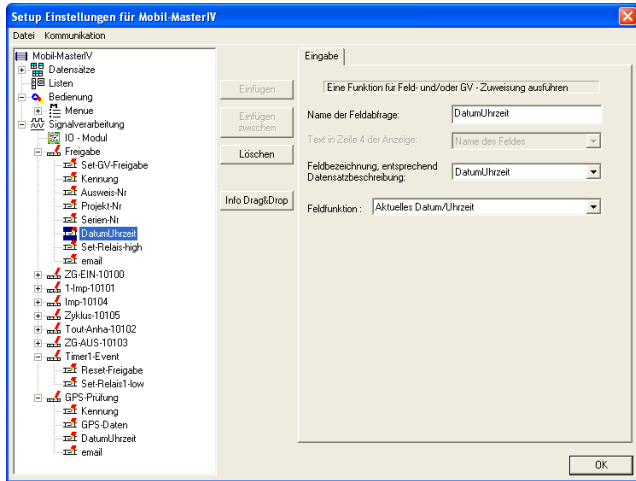 Setup Einstellungen für Mobil-MasterIV
Datei Kommunikation
Mobil-MasterIV
Datensätze
Listen
Bedienung
Menue
Signalverarbeitung
IO - Modul
Freigabe
Set-GV-Freigabe
Kennung
Ausweis-Nr
Projekt-Nr
Serien-Nr
DatumUhrzeit
Set-Relais-high
email
ZG-EIN-10100
1-Imp-10101
Imp-10104
Zyklus-10105
Tout-Anha-10102
ZG-AUS-10103
Timer1-Event
Reset-Freigabe
Set-Relais1-low
GPS-Prüfung
Kennung
GPS-Daten
DatumUhrzeit
email
Einfügen
Einfügen
zwischen
Löschen
Info Drag&Drop
Eingabe
Eine Funktion für Feld- und/oder GV - Zuweisung ausführen
Name der Feldabfrage: DatumUhrzeit
Text in Zeile 4 der Anzeige: Name des Feldes
Feldbezeichnung, entsprechend
Datensatzbeschreibung: DatumUhrzeit
Feldfunktion : Aktuelles Datum/Uhrzeit
OK